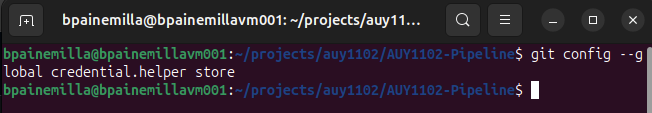 bpainemilla@bpainemillavm001: ~/projects/auy11...
bpainemilla@bpainemillavm001:~/projects/auy1102/AUY1102-Pipeline$ git config --g
lobal credential.helper store
bpainemilla@bpainemillavm001:~/projects/auy1102/AUY1102-Pipeline$